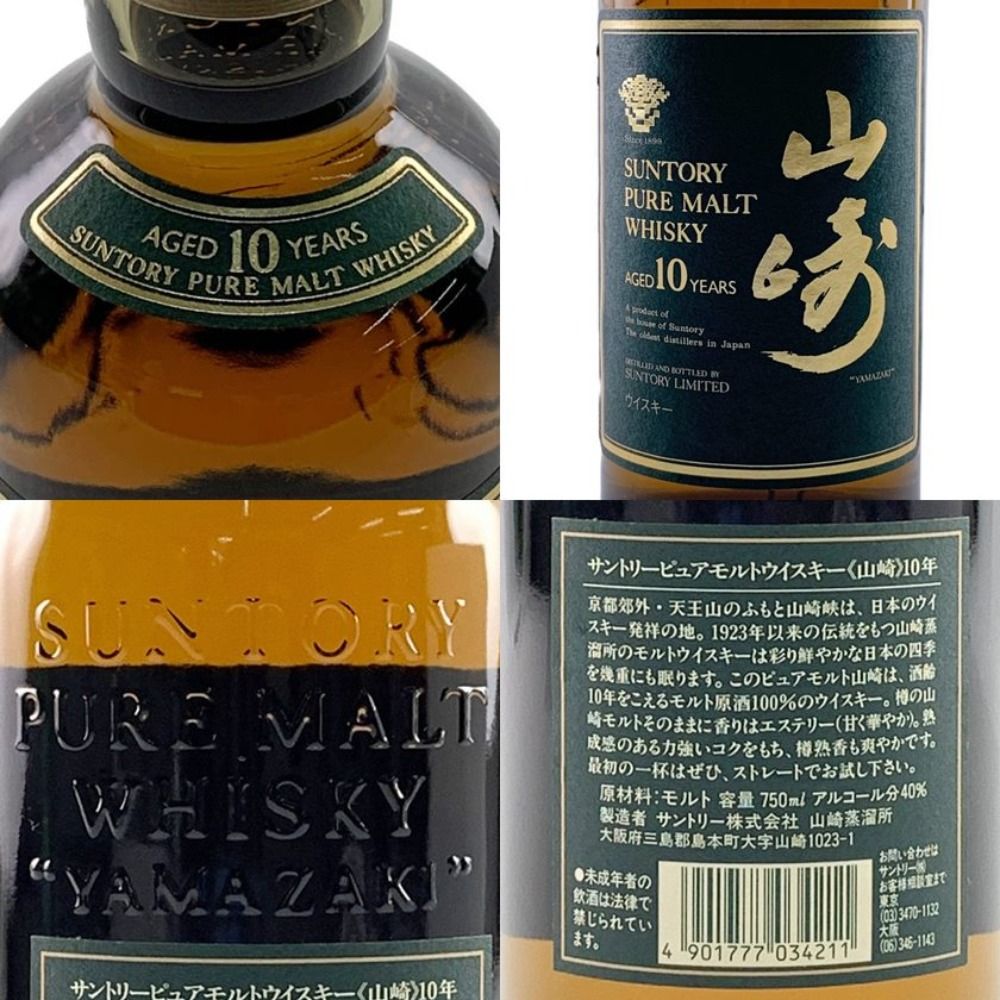 AGED 10 YEARS
SUNTORY PURE MALT WHISKY
Since 1899
SUNTORY
PURE MALT
WHISKY
AGED 10 YEARS
A product of
the house of Suntory
The oldest distillers in Japan
DISTILLED AND BOTTLED BY
SUNTORY LIMITED
ウイスキー
山崎
"YAMAZAKI"
SUNTORY
PURE MALT
WHISKY
"YAMAZAKI"
サントリーピュアモルトウイスキー《山崎》10年
サントリーピュアモルトウイスキー《山崎》10年
京都郊外・天王山のふもと山崎峡は、日本のウイ
スキー発祥の地。1923年以来の伝統をもつ山崎蒸
溜所のモルトウイスキーは彩り鮮やかな日本の四季
を幾重にも眠ります。このピュアモルト山崎は、酒齢
10年をこえるモルト原酒100%のウイスキー。樽の山
崎モルトそのままに香りはエステリー(甘く華やか)。熟
成感のある力強いコクをもち、樽熟香も爽やかです。
最初の一杯はぜひ、ストレートでお試し下さい。
原材料:モルト 容量 750ml アルコール分40%
製造者 サントリー株式会社 山崎蒸溜所
大阪府三島郡島本町大字山崎1023-1
●未成年者の
飲酒は法律で
禁じられてい
ます。
4 901777 034211
お問い合わせは
サントリー㈱
お客様相談室まで
東京
(03)3470-1132
大阪
(06)346-1143